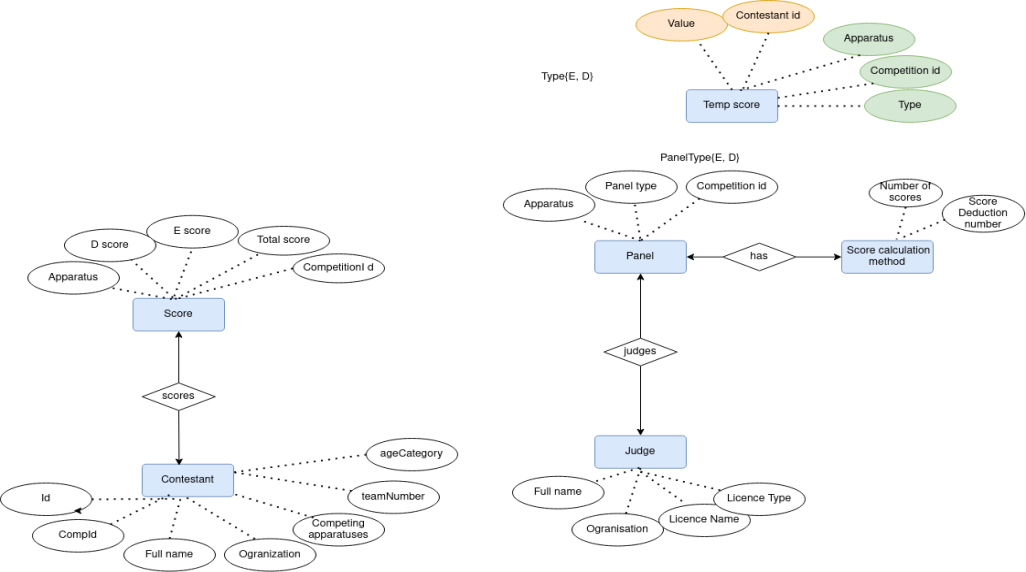 Value
Contestant id
Apparatus
Type{E, D}
Competition id
Temp score
Type
PanelType{E, D}
Apparatus
Panel type
Competition id
Number of
scores
Score
Deduction
number
Panel
has
Score calculation
method
D score
E score
Total score
Apparatus
CompetitionI d
Score
judges
scores
ageCategory
Judge
Contestant
Id
teamNumber
CompId
Competing
apparatuses
Full name
Ogranization
Full name
Ogranisation
Licence Name
Licence Type